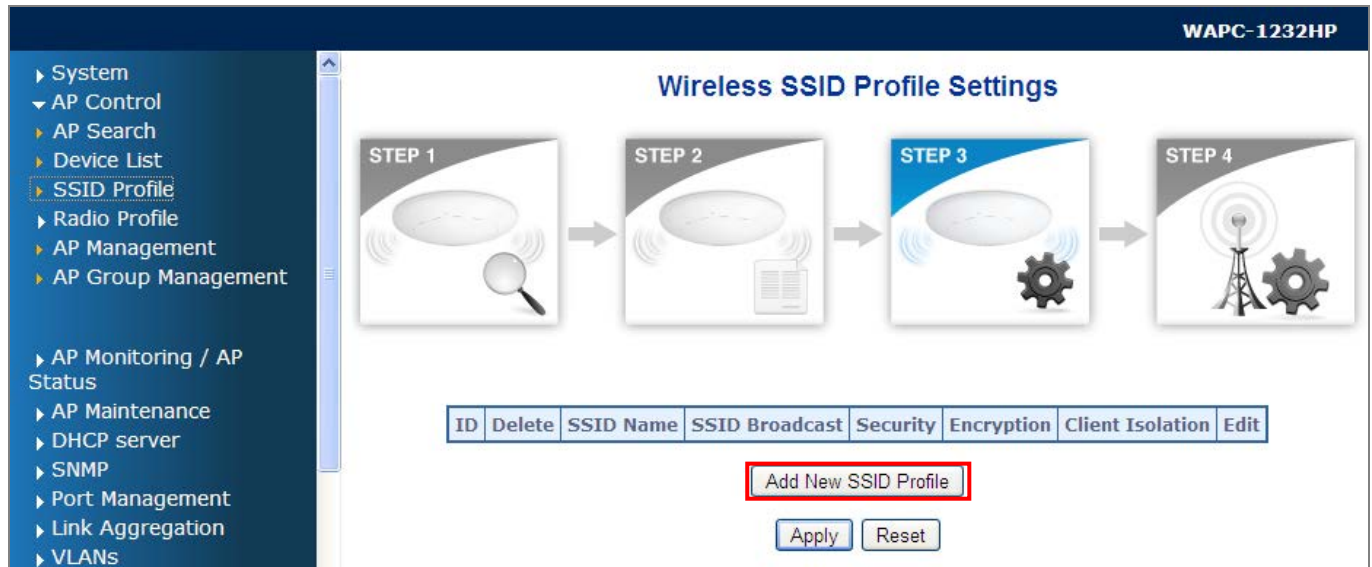 WAPC-1232HP
System
AP Control
AP Search
Device List
SSID Profile
Radio Profile
AP Management
AP Group Management
AP Monitoring / AP
Status
AP Maintenance
DHCP server
SNMP
Port Management
Link Aggregation
VLANs
Wireless SSID Profile Settings
STEP 1
STEP 2
STEP 3
STEP 4
ID Delete SSID Name SSID Broadcast Security Encryption Client Isolation Edit
Add New SSID Profile
Apply Reset